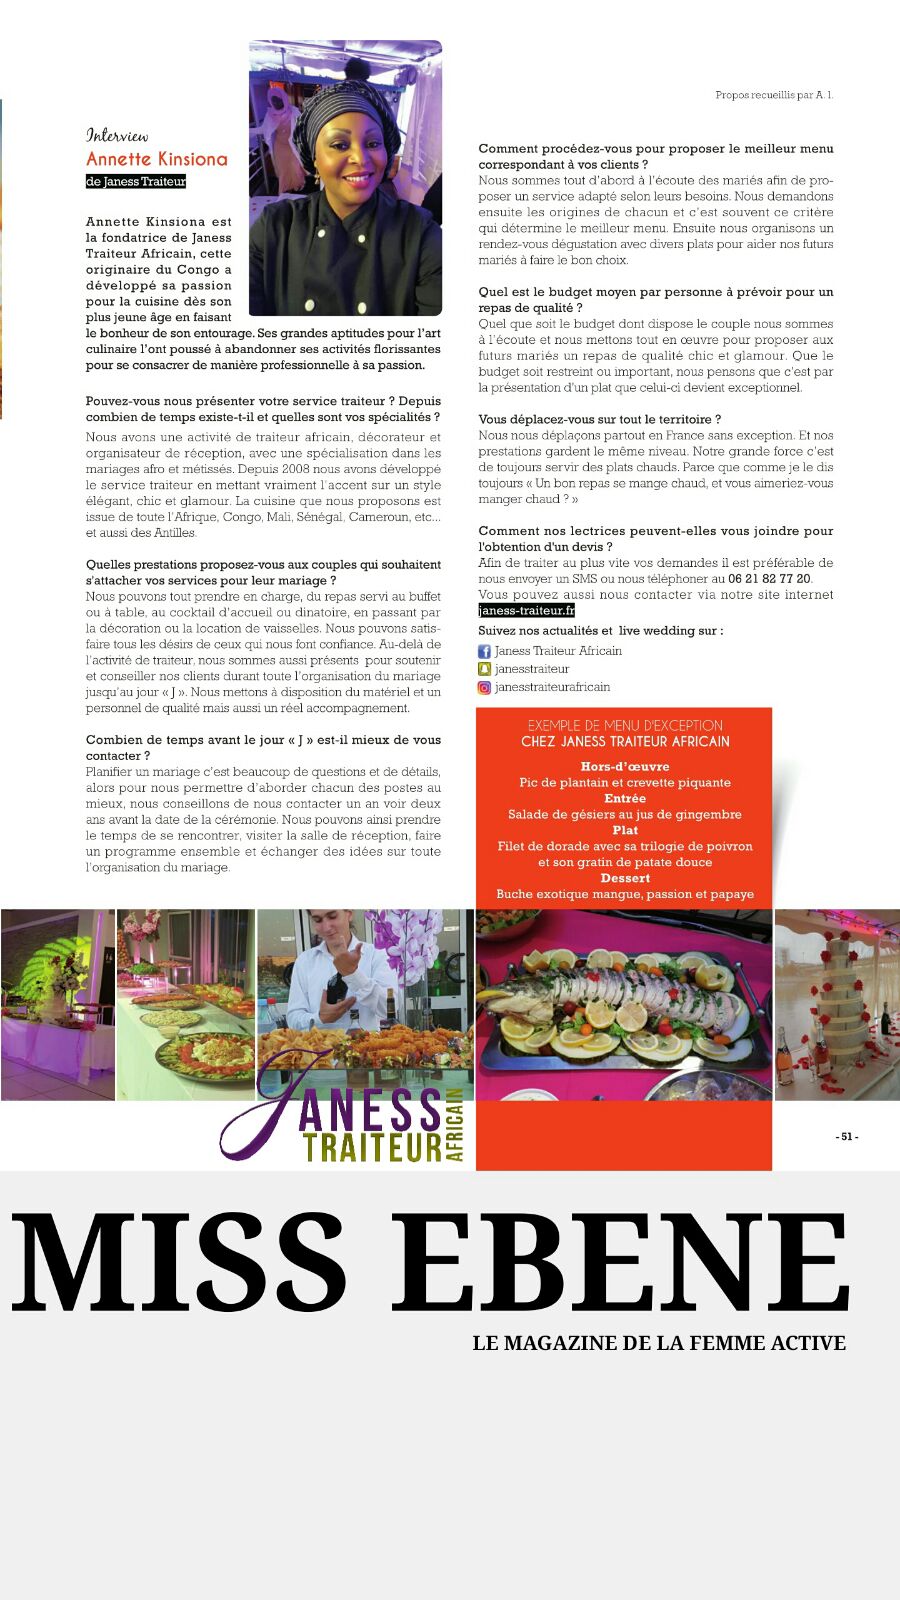 Interview
Annette Kinsiona
de Janess Traiteur
Annette Kinsiona est
la fondatrice de Janess
Traiteur Africain, cette
originaire du Congo a
développé sa passion
pour la cuisine dès son
plus jeune âge en faisant
le bonheur de son entourage. Ses grandes aptitudes pour l'art
culinaire l'ont poussé à abandonner ses activités florissantes
pour se consacrer de manière professionnelle à sa passion.
Pouvez-vous nous présenter votre service traiteur ? Depuis
combien de temps existe-t-il et quelles sont vos spécialités ?
Nous avons une activité de traiteur africain, décorateur et
organisateur de réception, avec une spécialisation dans les
mariages afro et métissés. Depuis 2008 nous avons développé
le service traiteur en mettant vraiment l'accent sur un style
élégant, chic et glamour. La cuisine que nous proposons est
issue de toute l'Afrique, Congo, Mali, Sénégal, Cameroun, etc...
et aussi des Antilles.
Quelles prestations proposez-vous aux couples qui souhaitent
s'attacher vos services pour leur mariage ?
Nous pouvons tout prendre en charge, du repas servi au buffet
ou à table, au cocktail d'accueil ou dinatoire, en passant par
la décoration ou la location de vaisselles. Nous pouvons satis-
faire tous les désirs de ceux qui nous font confiance. Au-delà de
l'activité de traiteur, nous sommes aussi présents pour soutenir
et conseiller nos clients durant toute l'organisation du mariage
jusqu'au jour « J ». Nous mettons à disposition du matériel et un
personnel de qualité mais aussi un réel accompagnement.
Combien de temps avant le jour « J » est-il mieux de vous
contacter ?
Planifier un mariage c'est beaucoup de questions et de détails,
alors pour nous permettre d'aborder chacun des postes au
mieux, nous conseillons de nous contacter un an voir deux
ans avant la date de la cérémonie. Nous pouvons ainsi prendre
le temps de se rencontrer, visiter la salle de réception, faire
un programme ensemble et échanger des idées sur toute
l'organisation du mariage.
Propos recueillis par A. I.
Comment procédez-vous pour proposer le meilleur menu
correspondant à vos clients ?
Nous sommes tout d'abord à l'écoute des mariés afin de pro-
poser un service adapté selon leurs besoins. Nous demandons
ensuite les origines de chacun et c'est souvent ce critère
qui détermine le meilleur menu. Ensuite nous organisons un
rendez-vous dégustation avec divers plats pour aider nos futurs
mariés à faire le bon choix.
Quel est le budget moyen par personne à prévoir pour un
repas de qualité ?
Quel que soit le budget dont dispose le couple nous sommes
à l'écoute et nous mettons tout en œuvre pour proposer aux
futurs mariés un repas de qualité chic et glamour. Que le
budget soit restreint ou important, nous pensons que c'est par
la présentation d'un plat que celui-ci devient exceptionnel.
Vous déplacez-vous sur tout le territoire ?
Nous nous déplaçons partout en France sans exception. Et nos
prestations gardent le même niveau. Notre grande force c'est
de toujours servir des plats chauds. Parce que comme je le dis
toujours « Un bon repas se mange chaud, et vous aimeriez-vous
manger chaud ? »
Comment nos lectrices peuvent-elles vous joindre pour
l'obtention d'un devis ?
Afin de traiter au plus vite vos demandes il est préférable de
nous envoyer un SMS ou nous téléphoner au 06 21 82 77 20.
Vous pouvez aussi nous contacter via notre site internet
janess-traiteur.fr
Suivez nos actualités et live wedding sur :
Janess Traiteur Africain
janesstraiteur
janesstraiteurafricain
EXEMPLE DE MENU D'EXCEPTION
CHEZ JANESS TRAITEUR AFRICAIN
Hors-d'œuvre
Pic de plantain et crevette piquante
Entrée
Salade de gésiers au jus de gingembre
Plat
Filet de dorade avec sa trilogie de poivron
et son gratin de patate douce
Dessert
Buche exotique mangue, passion et papaye
JANESS
TRAITEUR
AFRICAIN
- 51 -
MISS EBENE
LE MAGAZINE DE LA FEMME ACTIVE